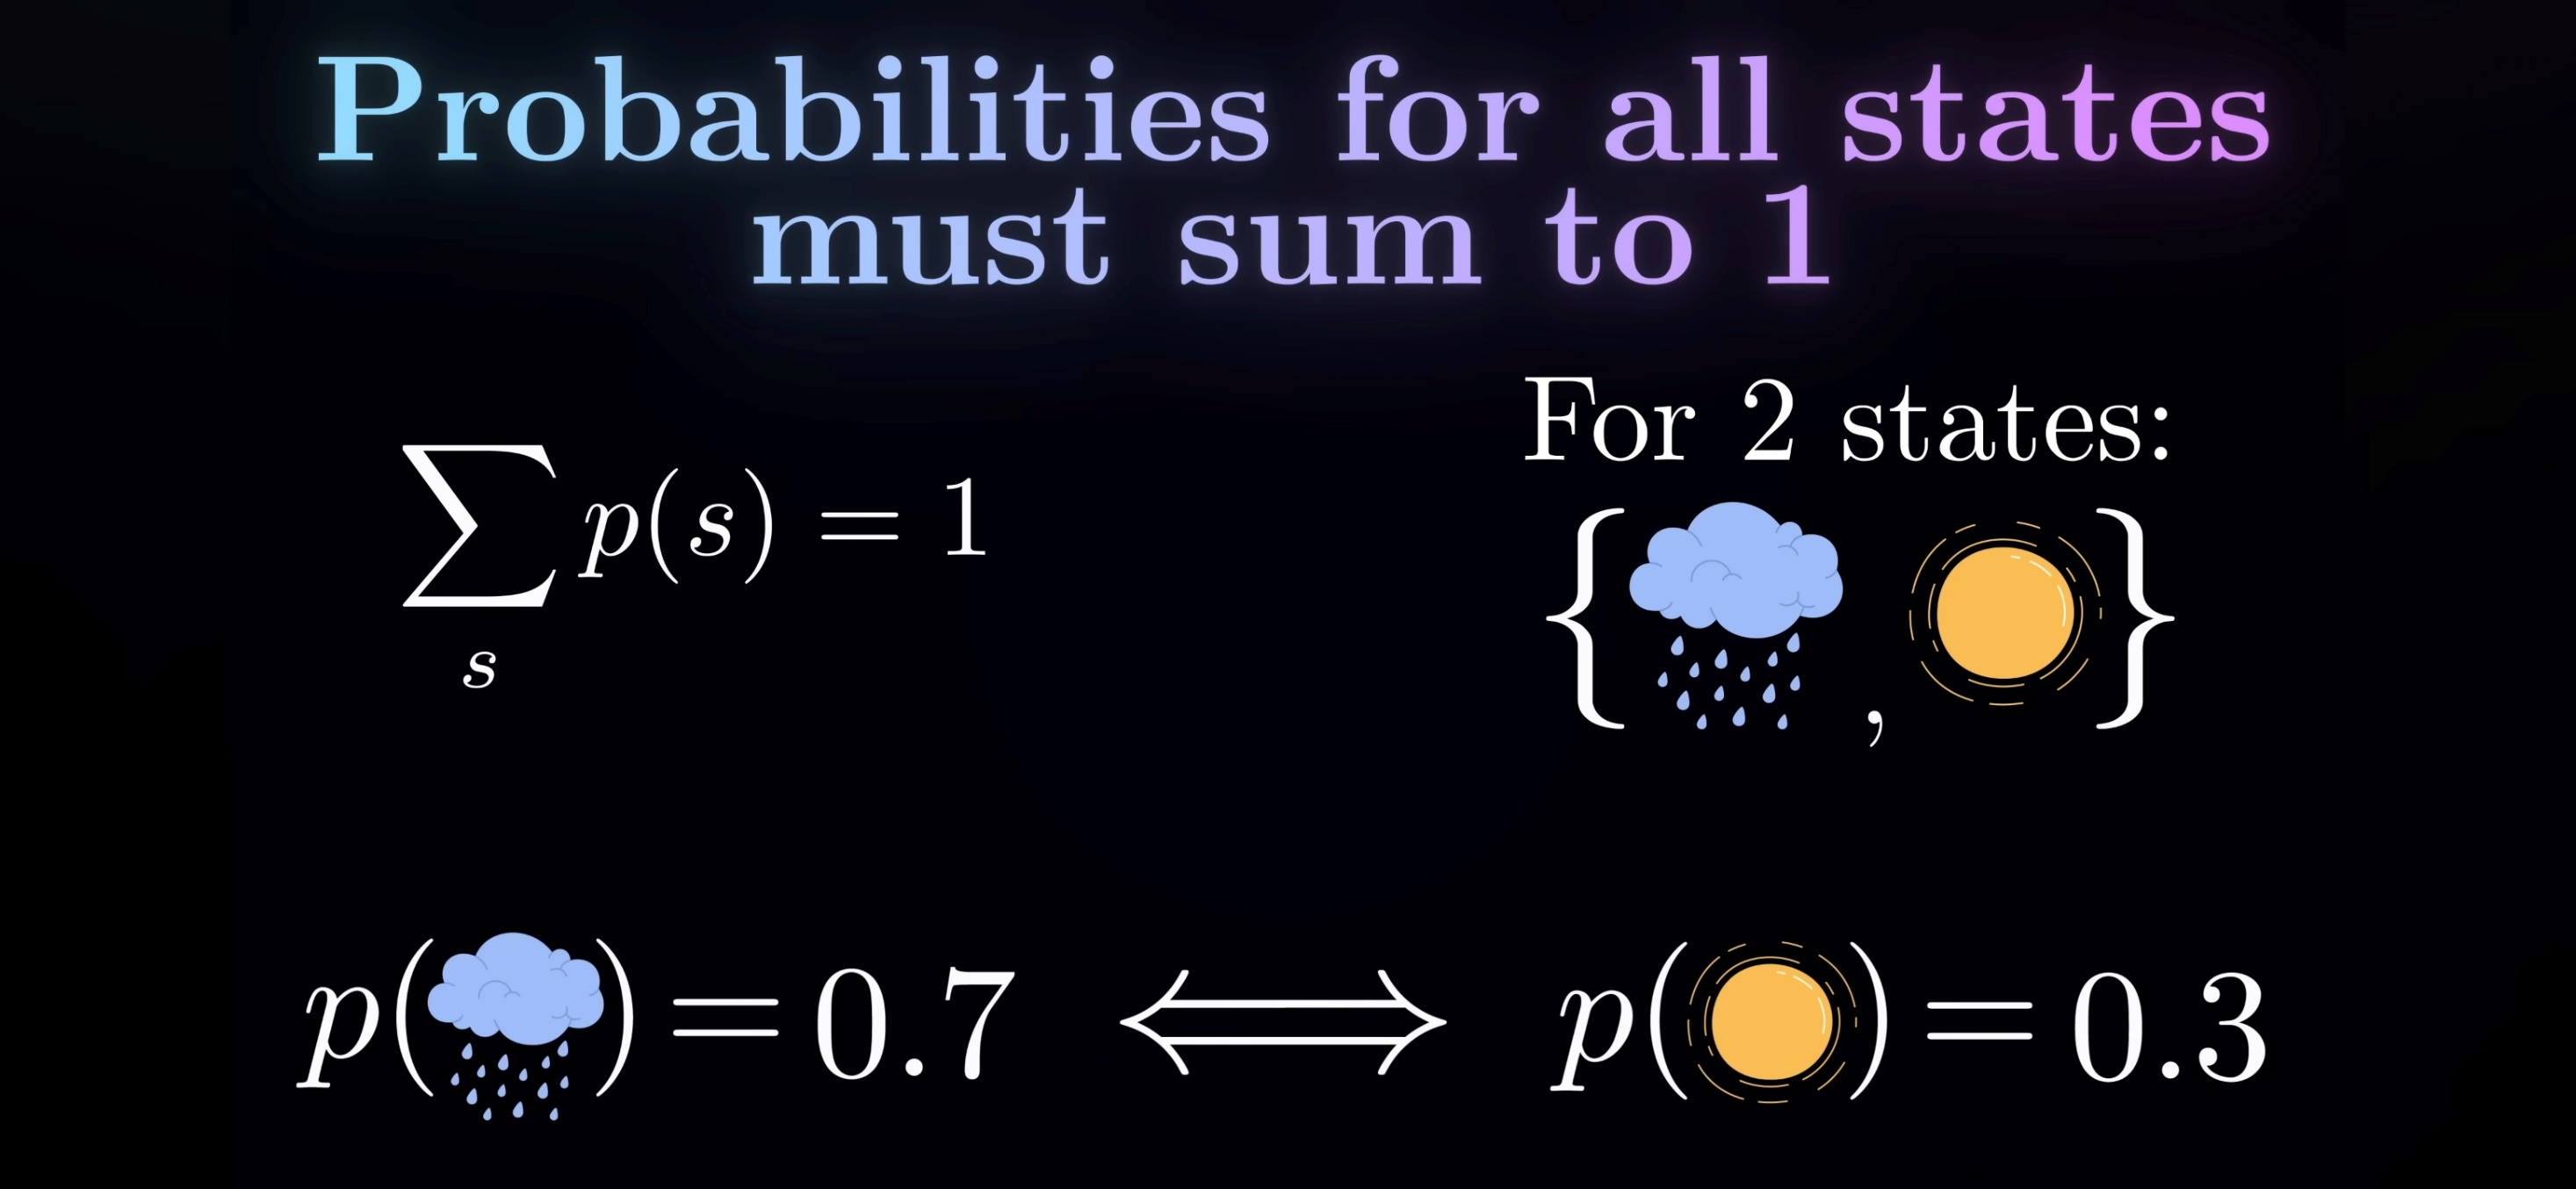 Probabilities for all states
must sum to 1
∑ p(s) = 1
s
For 2 states:
{ , }
p( ) = 0.7 ⟺ p( ) = 0.3